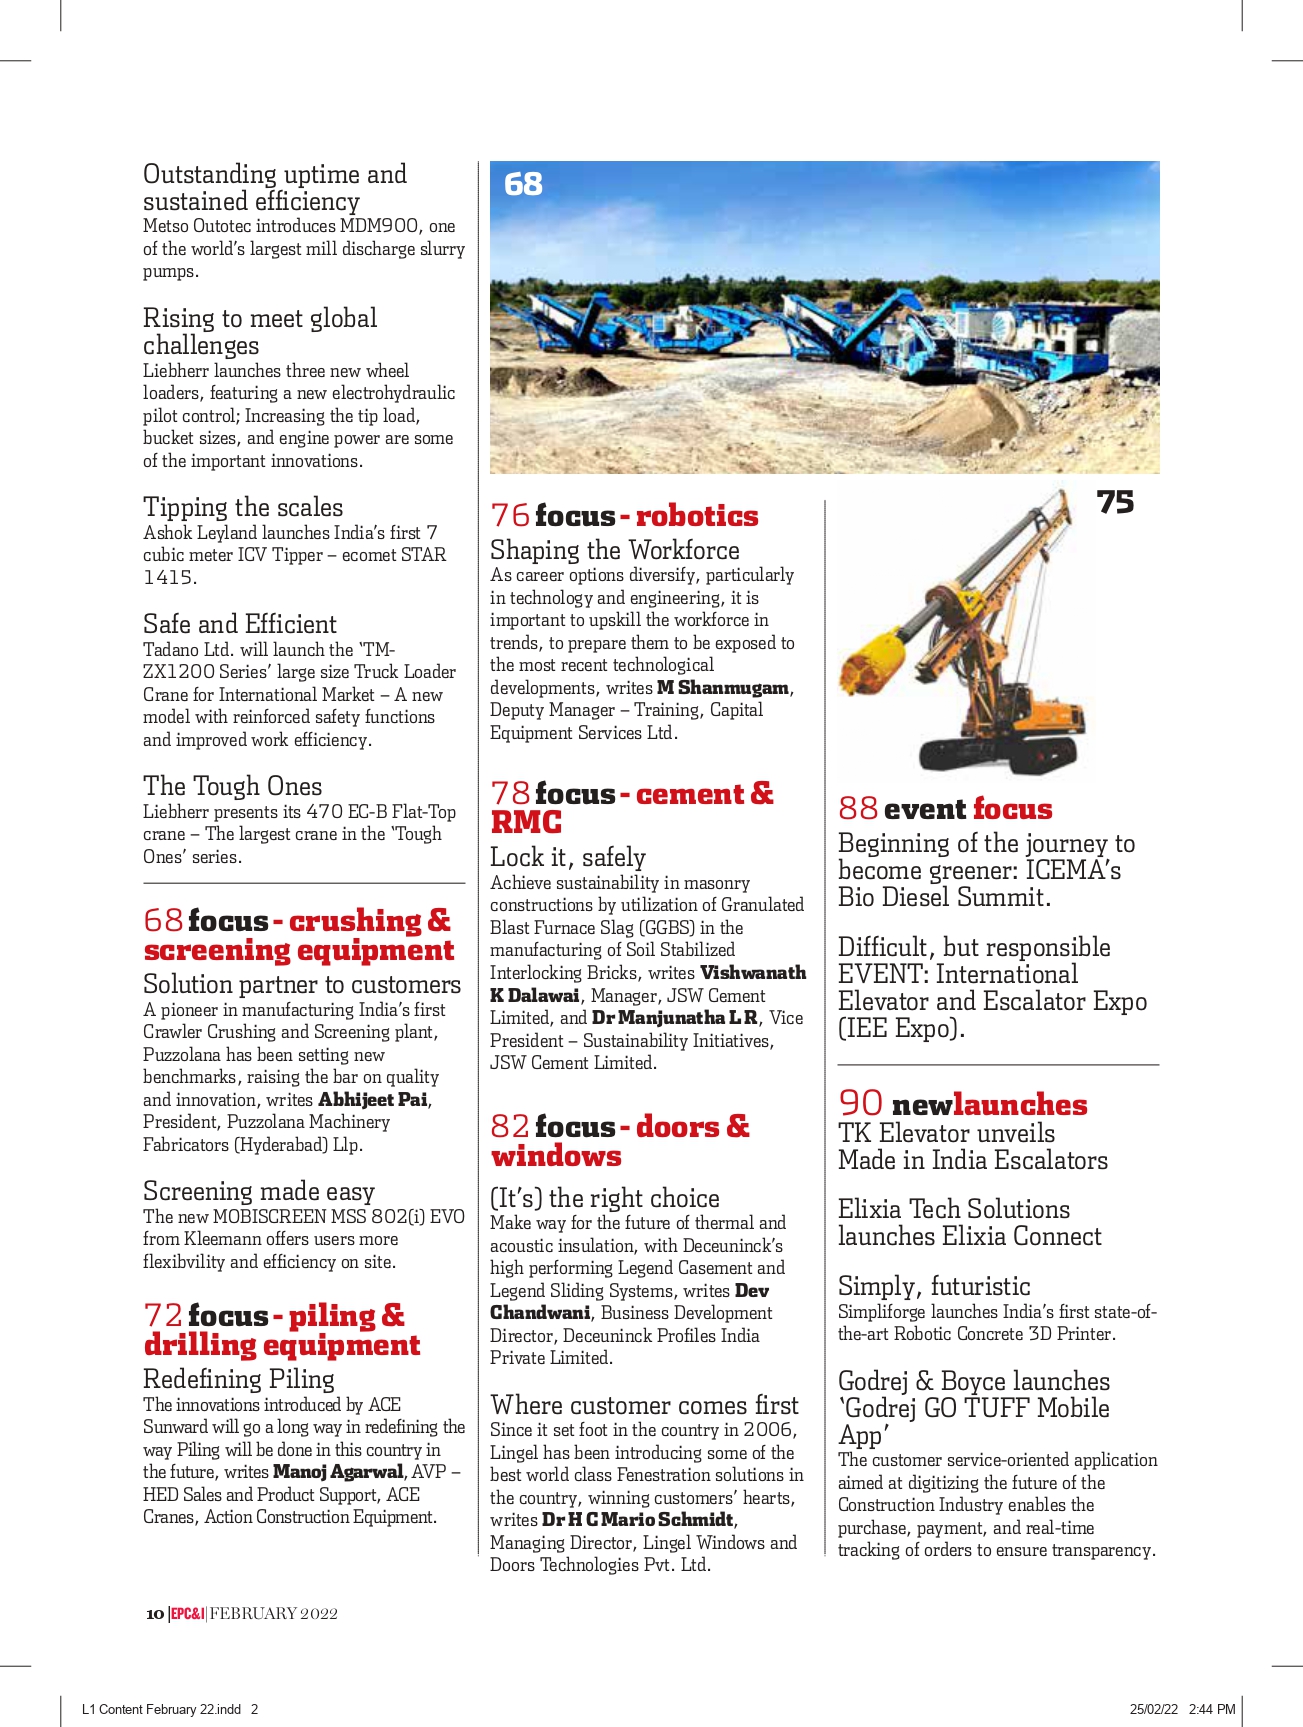 Outstanding uptime and
sustained efficiency
Metso Outotec introduces MDM900, one
of the world’s largest mill discharge slurry
pumps.
Rising to meet global
challenges
Liebherr launches three new wheel
loaders, featuring a new electrohydraulic
pilot control; Increasing the tip load,
bucket sizes, and engine power are some
of the important innovations.
Tipping the scales
Ashok Leyland launches India’s first 7
cubic meter ICV Tipper – ecomet STAR
1415.
Safe and Efficient
Tadano Ltd. will launch the ‘TM-
ZX1200 Series’ large size Truck Loader
Crane for International Market – A new
model with reinforced safety functions
and improved work efficiency.
The Tough Ones
Liebherr presents its 470 EC-B Flat-Top
crane – The largest crane in the ‘Tough
Ones’ series.
68 focus - crushing &
screening equipment
Solution partner to customers
A pioneer in manufacturing India’s first
Crawler Crushing and Screening plant,
Puzzolana has been setting new
benchmarks, raising the bar on quality
and innovation, writes Abhijeet Pai,
President, Puzzolana Machinery
Fabricators (Hyderabad) Llp.
Screening made easy
The new MOBISCREEN MSS 802(i) EVO
from Kleemann offers users more
flexibvility and efficiency on site.
72 focus - piling &
drilling equipment
Redefining Piling
The innovations introduced by ACE
Sunward will go a long way in redefining the
way Piling will be done in this country in
the future, writes Manoj Agarwal, AVP –
HED Sales and Product Support, ACE
Cranes, Action Construction Equipment.
68
76 focus - robotics
Shaping the Workforce
As career options diversify, particularly
in technology and engineering, it is
important to upskill the workforce in
trends, to prepare them to be exposed to
the most recent technological
developments, writes M Shanmugam,
Deputy Manager – Training, Capital
Equipment Services Ltd.
78 focus - cement &
RMC
Lock it, safely
Achieve sustainability in masonry
constructions by utilization of Granulated
Blast Furnace Slag (GGBS) in the
manufacturing of Soil Stabilized
Interlocking Bricks, writes Vishwanath
K Dalawai, Manager, JSW Cement
Limited, and Dr Manjunatha L R, Vice
President – Sustainability Initiatives,
JSW Cement Limited.
82 focus - doors &
windows
(It’s) the right choice
Make way for the future of thermal and
acoustic insulation, with Deceuninck’s
high performing Legend Casement and
Legend Sliding Systems, writes Dev
Chandwani, Business Development
Director, Deceuninck Profiles India
Private Limited.
Where customer comes first
Since it set foot in the country in 2006,
Lingel has been introducing some of the
best world class Fenestration solutions in
the country, winning customers’ hearts,
writes Dr H C Mario Schmidt,
Managing Director, Lingel Windows and
Doors Technologies Pvt. Ltd.
75
88 event focus
Beginning of the journey to
become greener: ICEMA’s
Bio Diesel Summit.
Difficult, but responsible
EVENT: International
Elevator and Escalator Expo
(IEE Expo).
90 newlaunches
TK Elevator unveils
Made in India Escalators
Elixia Tech Solutions
launches Elixia Connect
Simply, futuristic
Simpliforge launches India’s first state-of-
the-art Robotic Concrete 3D Printer.
Godrej & Boyce launches
‘Godrej GO TUFF Mobile
App’
The customer service-oriented application
aimed at digitizing the future of the
Construction Industry enables the
purchase, payment, and real-time
tracking of orders to ensure transparency.
10 |EPC&I| FEBRUARY 2022
L1 Content February 22.indd 2
25/02/22 2:44 PM